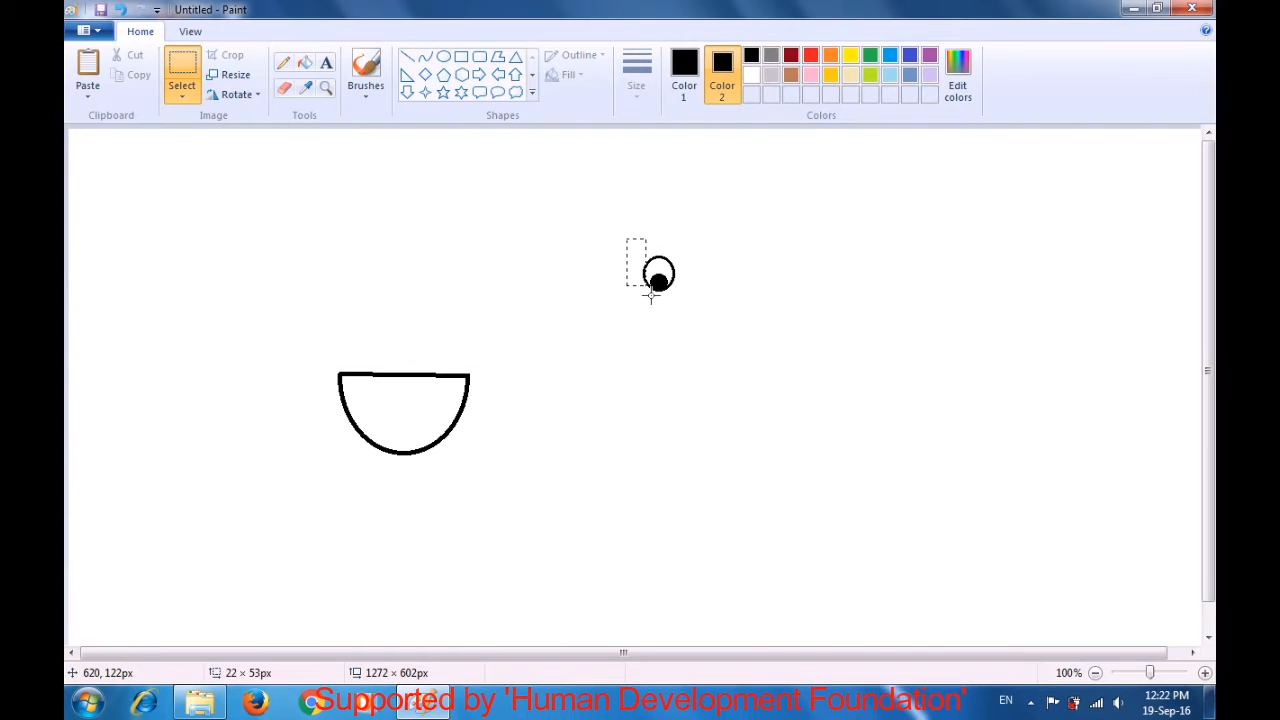 Untitled - Paint
Home View
Paste
Cut
Copy
Clipboard
Select
Crop
Resize
Rotate
Image
A
Tools
Brushes
Shapes
Outline
Fill
Size
Color 1
Color 2
Colors
Edit colors
620, 122px
22 × 53px
1272 × 602px
100%
EN
12:22 PM
19-Sep-16
Supported by 'Human Development Foundation'